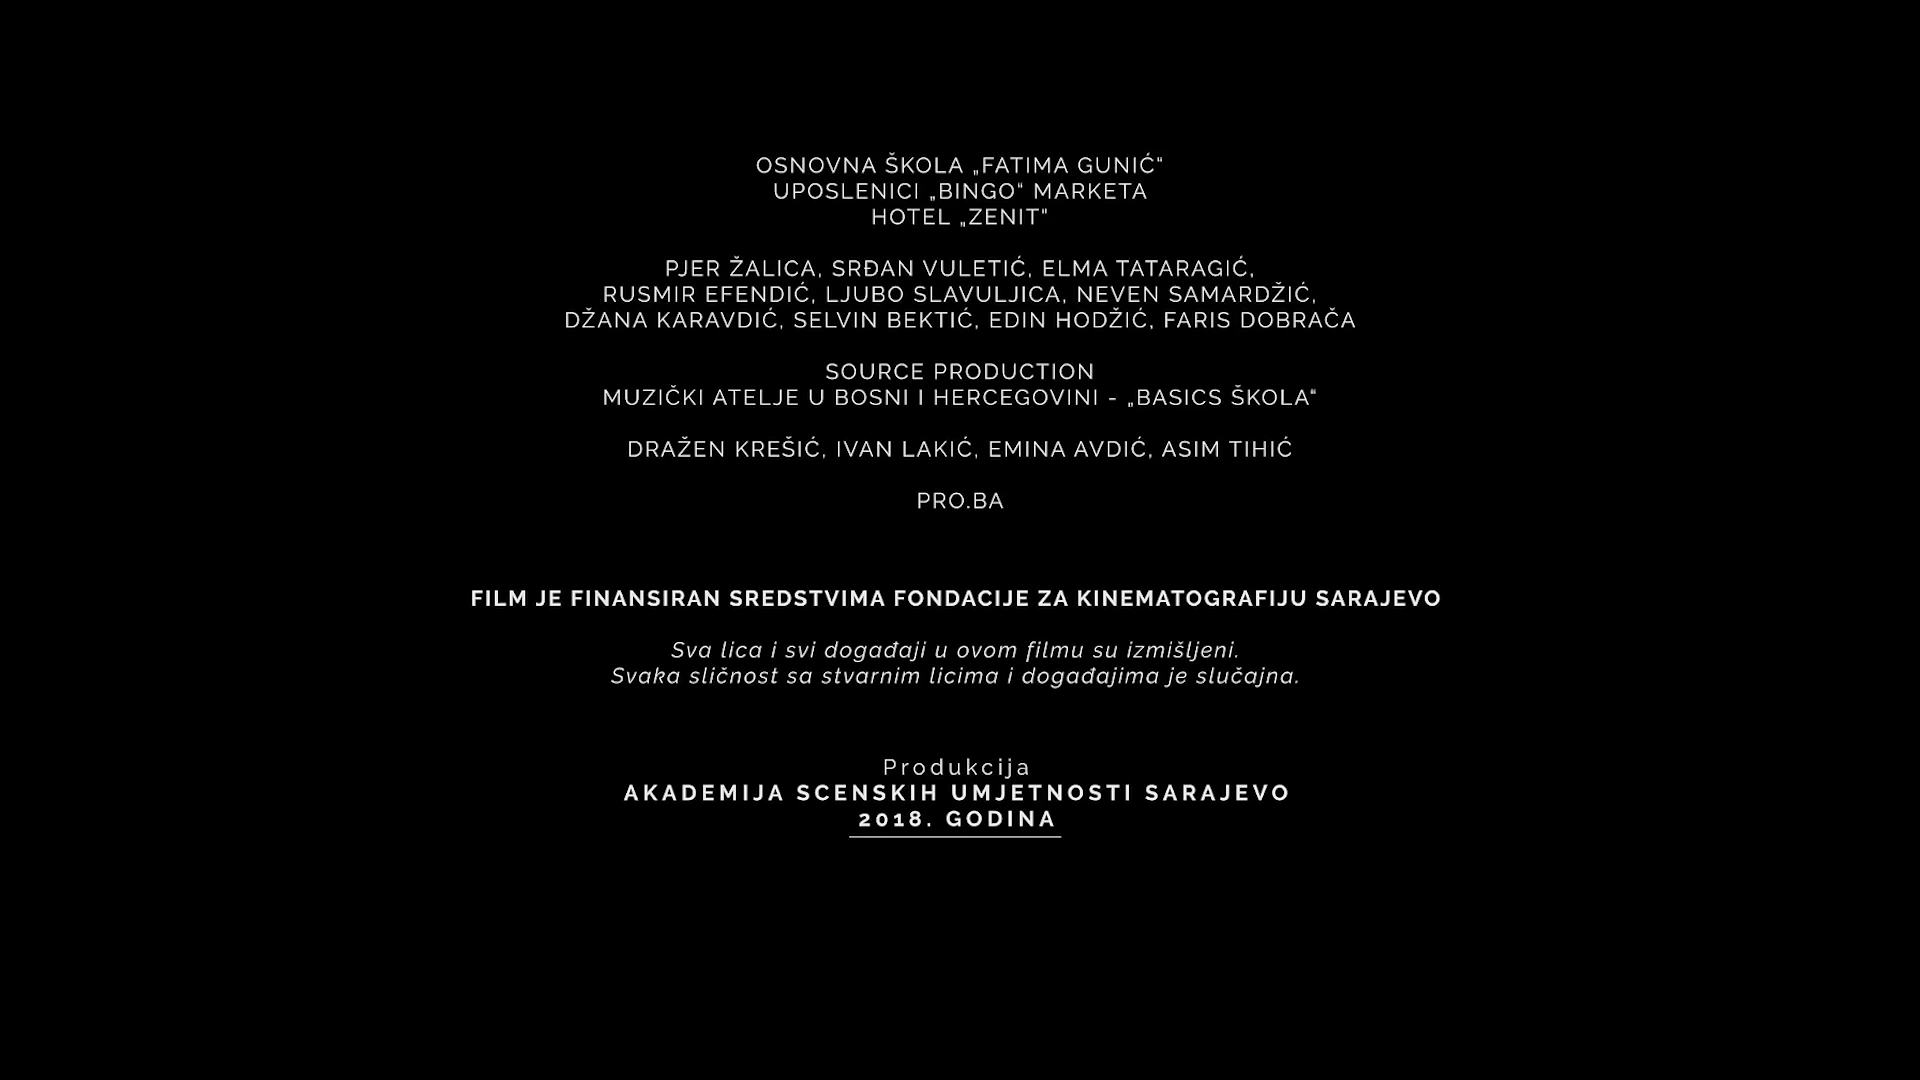 OSNOVNA ŠKOLA „FATIMA GUNIĆ“
UPOSLENICI „BINGO“ MARKETA
HOTEL „ZENIT"
PJER ŽALICA, SRĐAN VULETIĆ, ELMA TATARAGIĆ,
RUSMIR EFENDIĆ, LJUBO SLAVULJICA, NEVEN SAMARDŽIĆ,
DŽANA KARAVDIĆ, SELVIN BEKTIĆ, EDIN HODŽIĆ, FARIS DOBRAČA
SOURCE PRODUCTION
MUZIČKI ATELJE U BOSNI I HERCEGOVINI - „BASICS ŠKOLA“
DRAŽEN KREŠIĆ, IVAN LAKIĆ, EMINA AVDIĆ, ASIM TIHIĆ
PRO.BA
FILM JE FINANSIRAN SREDSTVIMA FONDACIJE ZA KINEMATOGRAFIJU SARAJEVO
Sva lica i svi događaji u ovom filmu su izmišljeni.
Svaka sličnost sa stvarnim licima i događajima je slučajna.
Produkcija
AKADEMIJA SCENSKIH UMJETNOSTI SARAJEVO
2018. GODINA